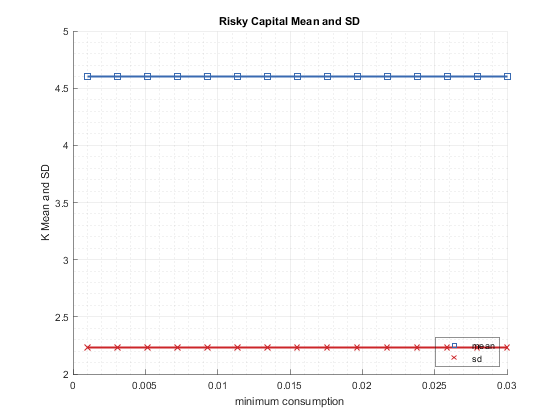 Risky Capital Mean and SD
5
4.5
4
3.5
3
2.5
2
K Mean and SD
mean
sd
0
0.005
0.01
0.015
0.02
0.025
0.03
minimum consumption